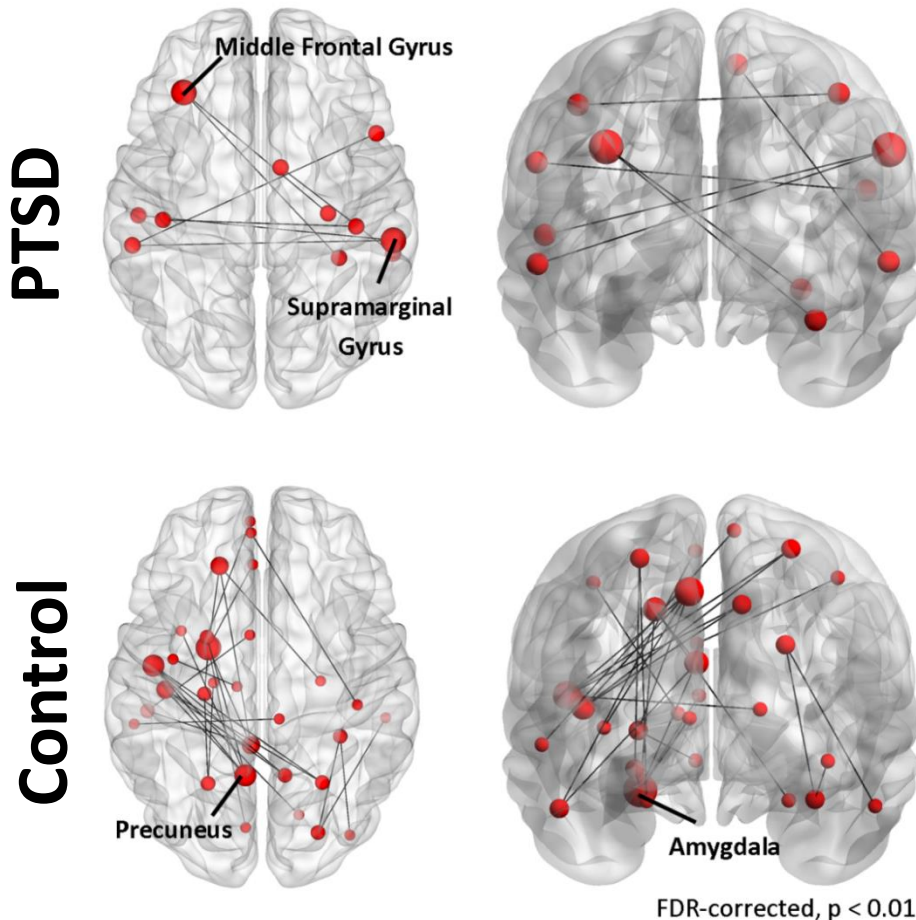 PTSD
Middle Frontal Gyrus
Supramarginal
Gyrus
Control
Precuneus
Amygdala
FDR-corrected, p < 0.01